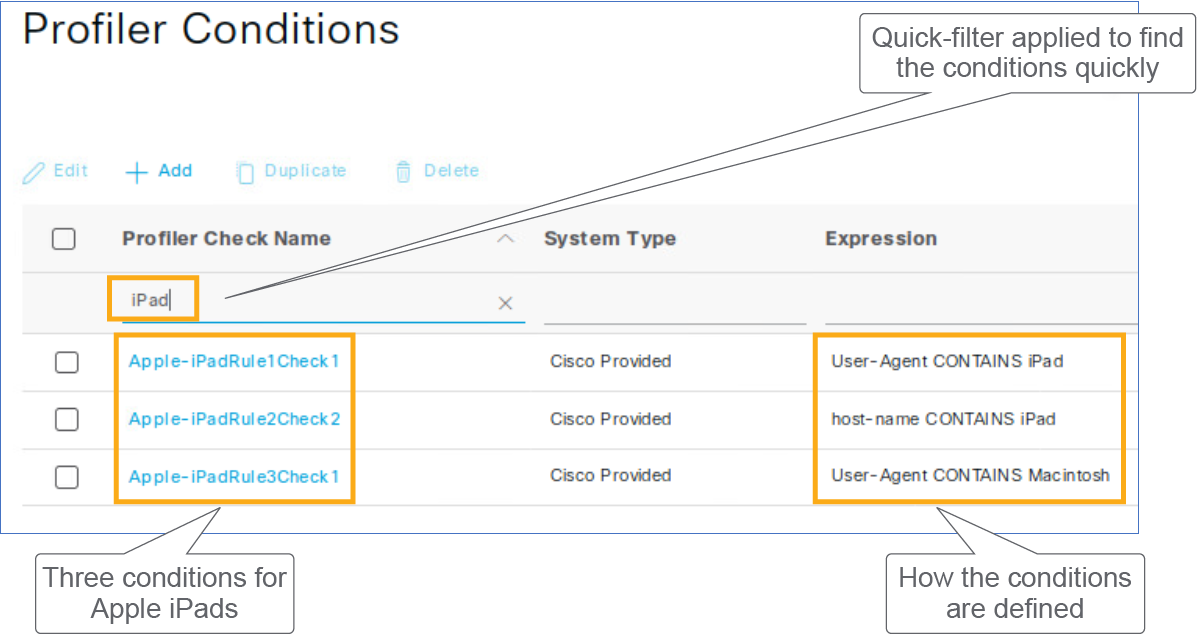 Profiler Conditions
Quick-filter applied to find
the conditions quickly
Edit Add Duplicate Delete
Profiler Check Name System Type Expression
iPad
Apple-iPadRule1Check1 Cisco Provided User-Agent CONTAINS iPad
Apple-iPadRule2Check2 Cisco Provided host-name CONTAINS iPad
Apple-iPadRule3Check1 Cisco Provided User-Agent CONTAINS Macintosh
Three conditions for
Apple iPads
How the conditions
are defined